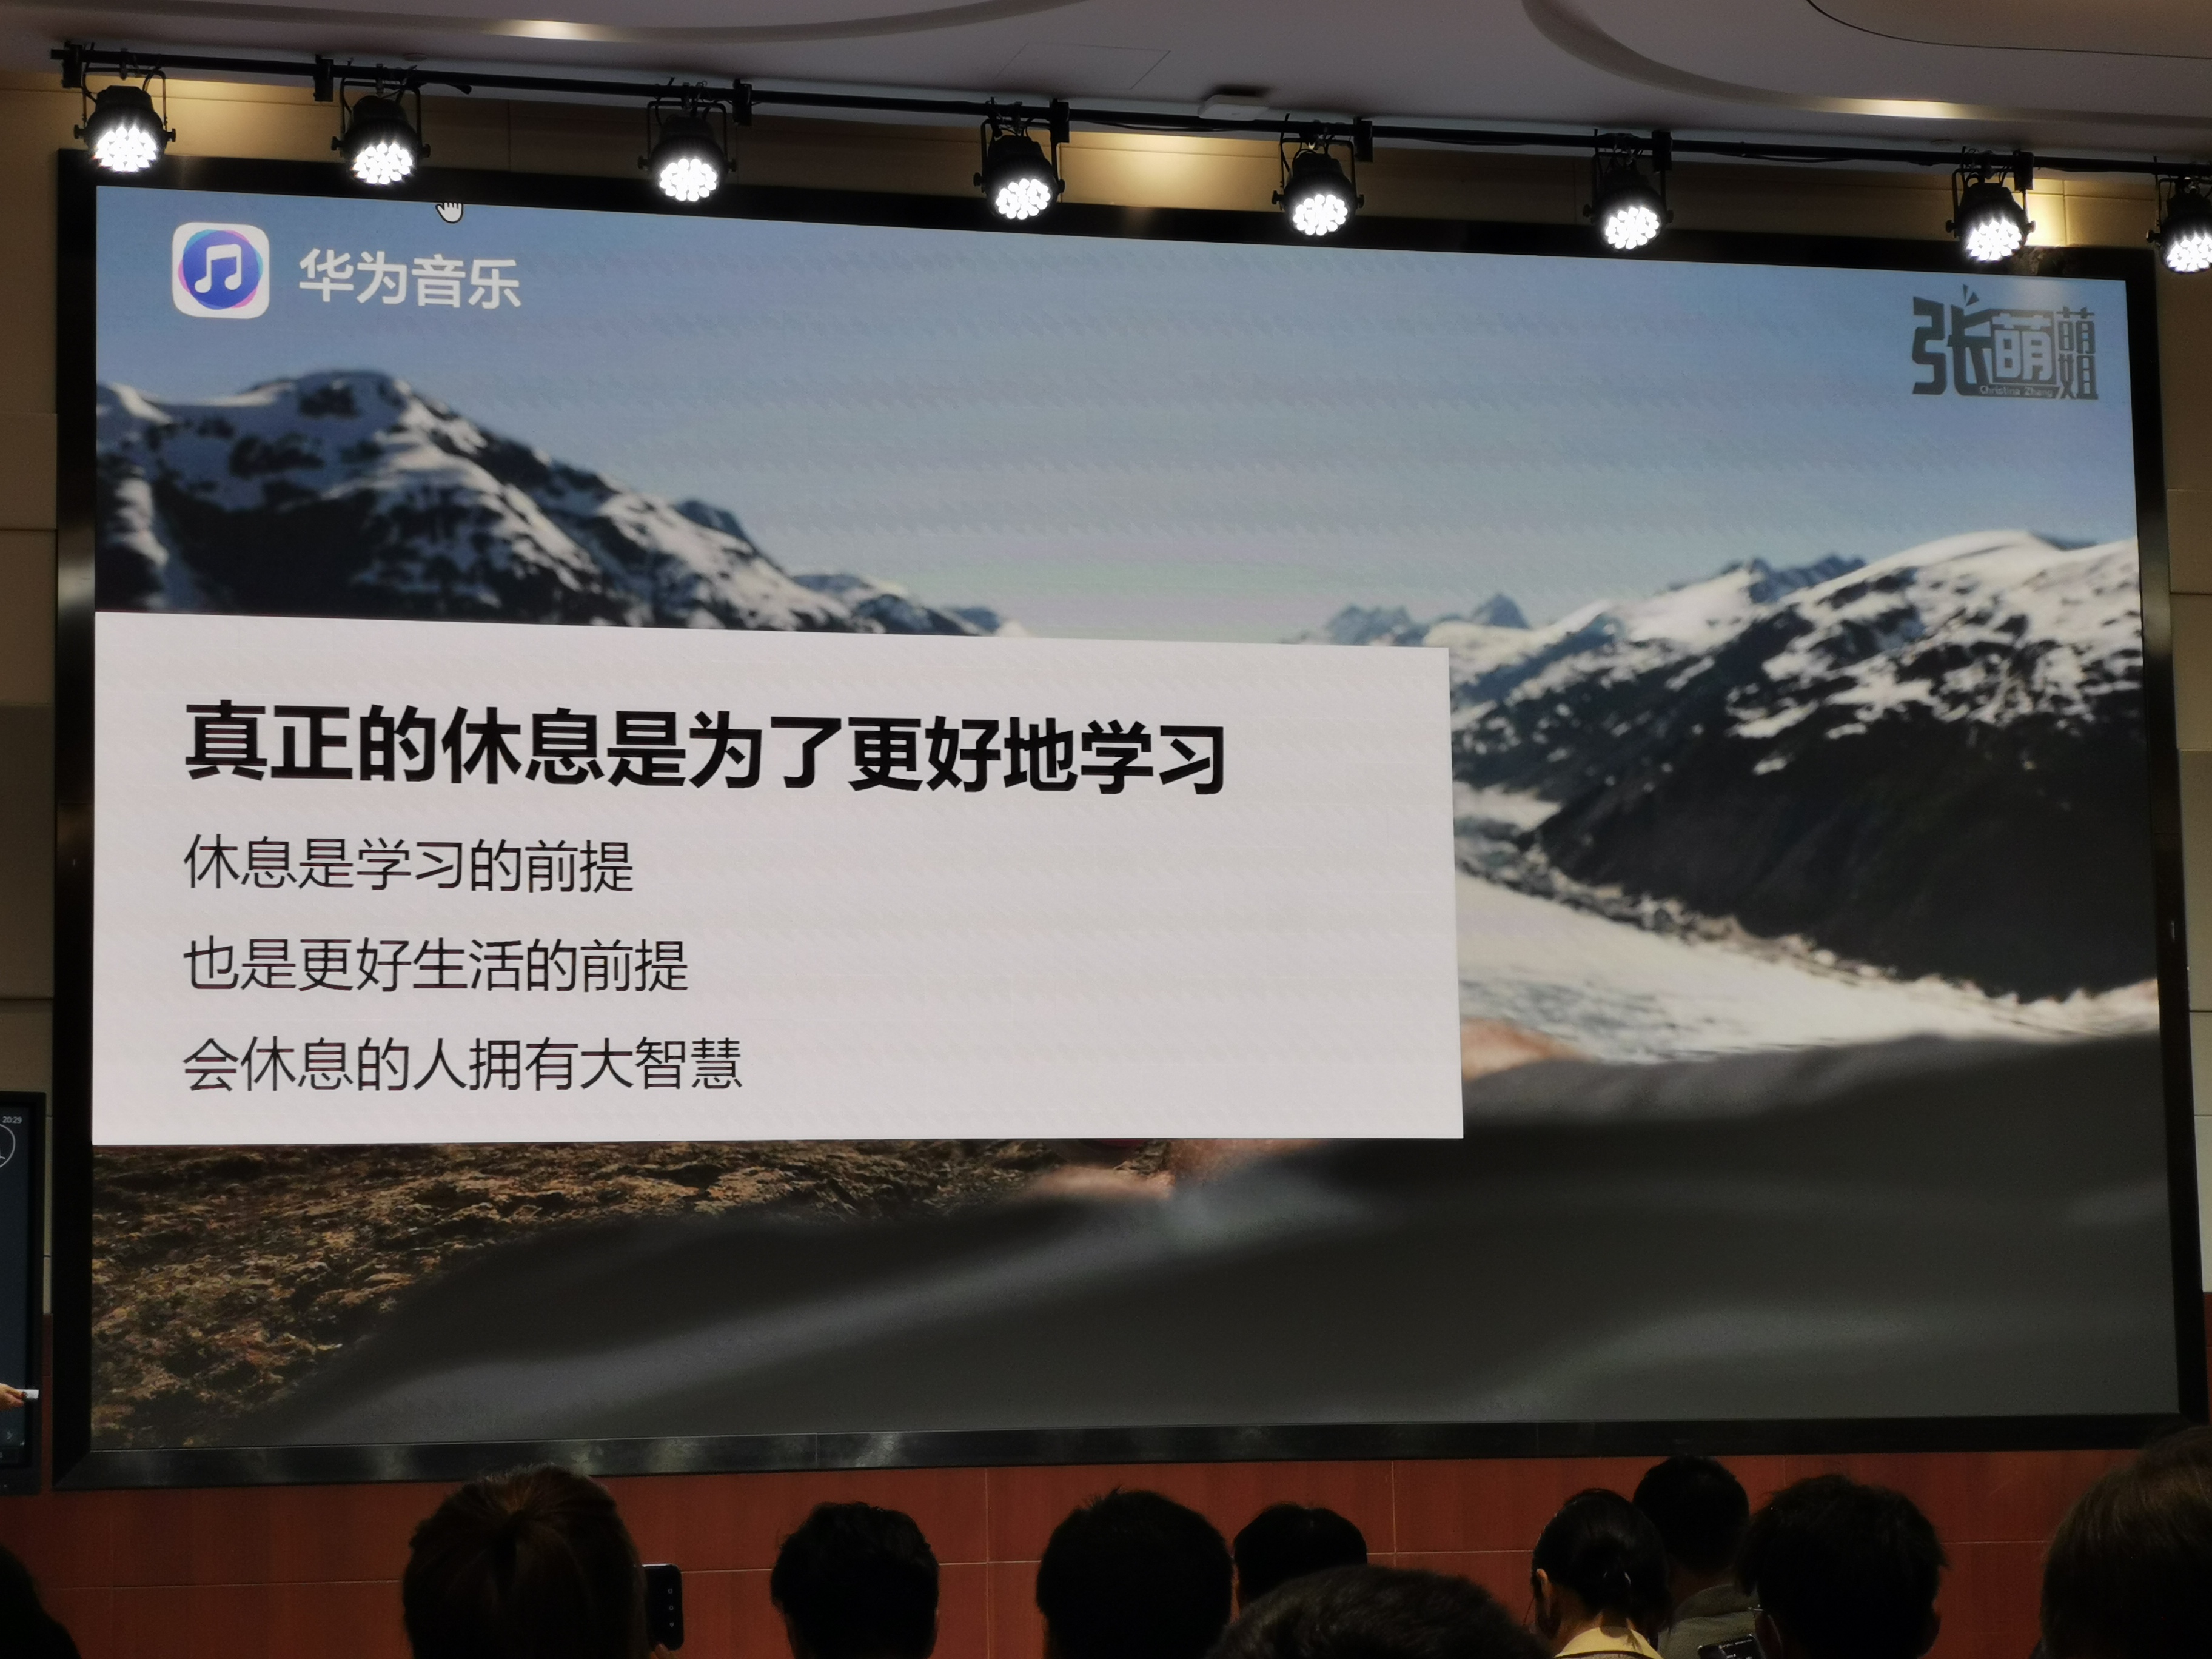 华为音乐
张萌萌姐
Christina Zhang
真正的休息是为了更好地学习
休息是学习的前提
也是更好生活的前提
会休息的人拥有大智慧
20:29